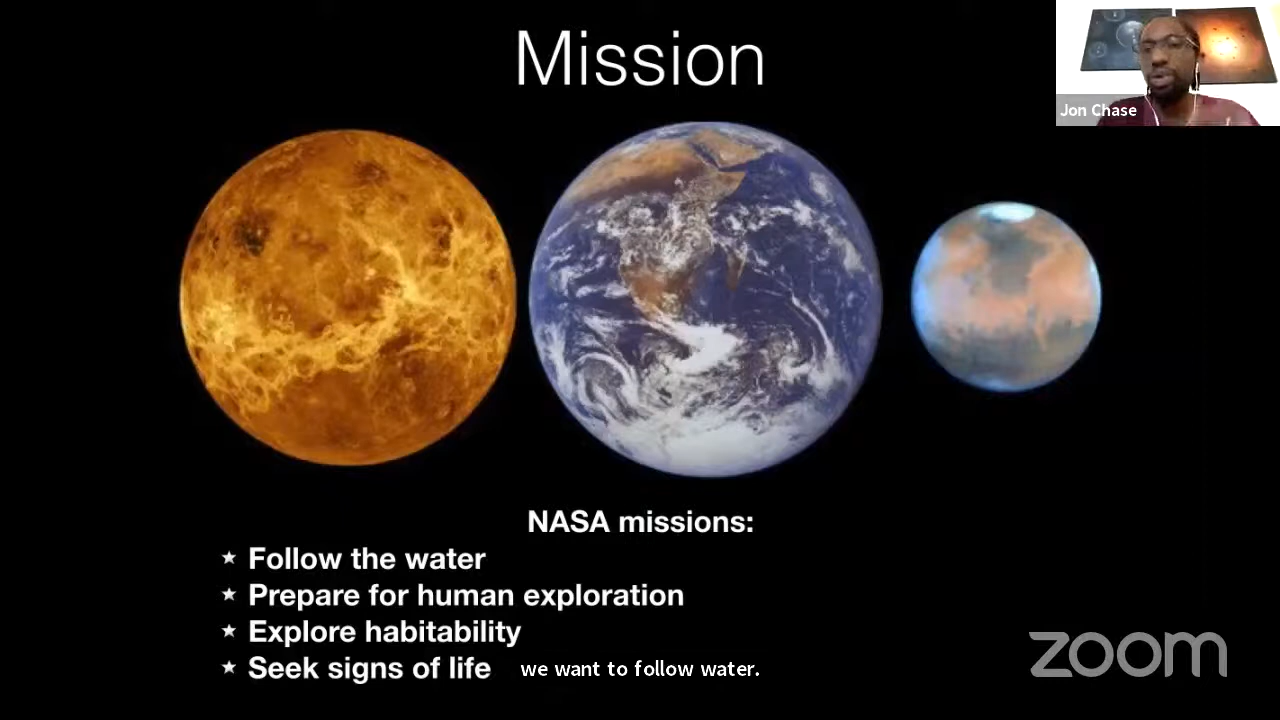 Mission
Jon Chase
NASA missions:
★ Follow the water
★ Prepare for human exploration
★ Explore habitability
★ Seek signs of life
we want to follow water.
zoom